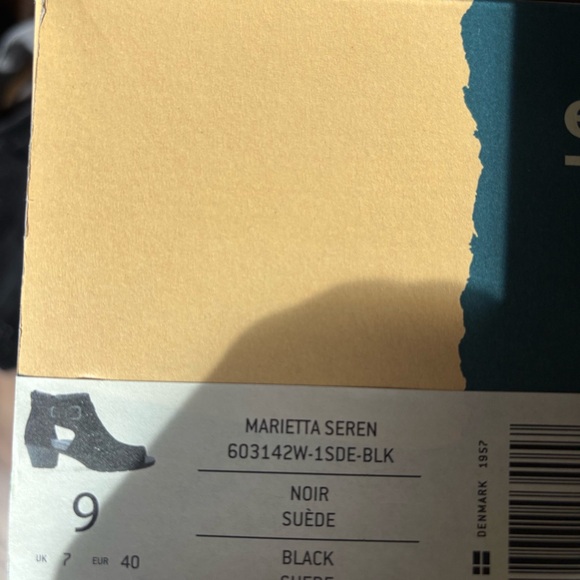 MARIETTA SEREN
603142W-1SDE-BLK
NOIR
SUÈDE
BLACK
9
UK 7 EUR 40
DENMARK 1957